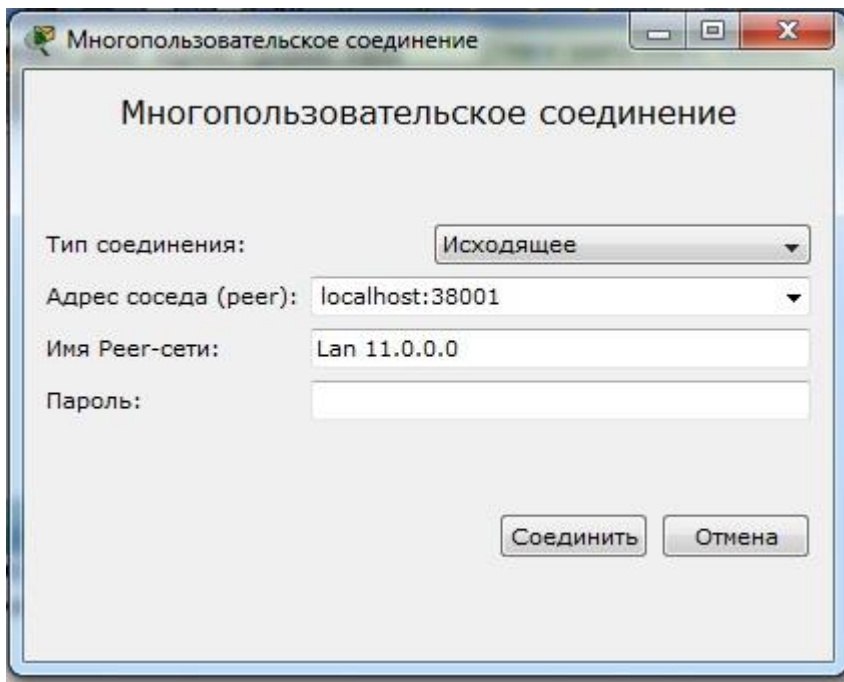 Многопользовательское соединение
Многопользовательское соединение
Тип соединения: Исходящее
Адрес соседа (peer): localhost:38001
Имя Peer-сети: Lan 11.0.0.0
Пароль:
Соединить Отмена